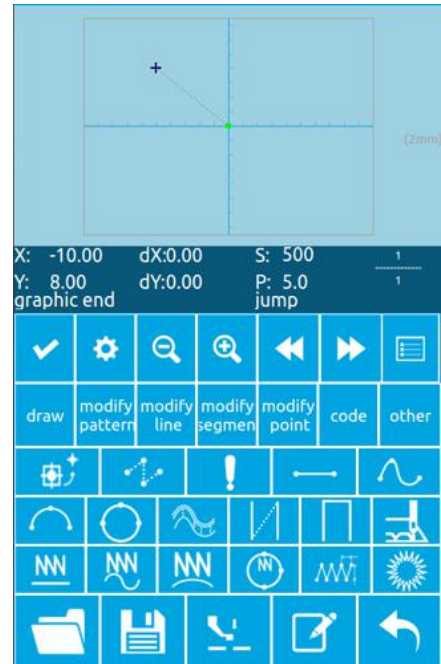 (2mm)
X: -10.00 dX:0.00 S: 500 1
Y: 8.00 dY:0.00 P: 5.0 1
graphic end jump
draw modify pattern modify line modify segmen modify point code other